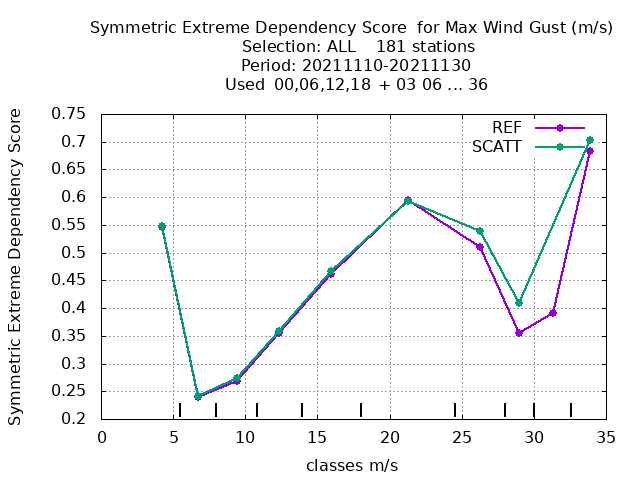 Symmetric Extreme Dependency Score  for Max Wind Gust (m/s)
Selection: ALL    181 stations
Period: 20211110-20211130
Used  00,06,12,18  + 03 06 ... 36
Symmetric Extreme Dependency Score
0.75
0.7
0.65
0.6
0.55
0.5
0.45
0.4
0.35
0.3
0.25
0.2
REF
SCATT
0 5 10 15 20 25 30 35
classes m/s